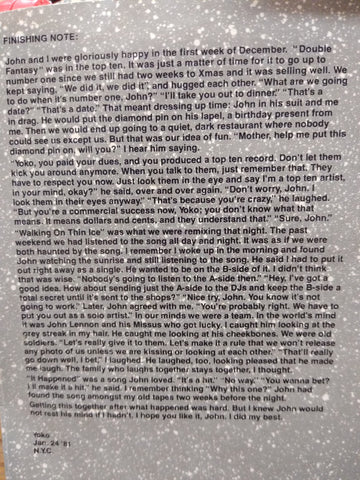 FINISHING NOTE:
John and I were gloriously happy in the first week of December. "Double
Fantasy" was in the top ten. It was just a matter of time for it to go up to
number one since we still had two weeks to Xmas and it was selling well. We
kept saying, "We did it, we did it", and hugged each other. "What are we going
to do when it's number one, John?" "I'll take you out to dinner." "That's a
date?" "That's a date." That meant dressing up time: John in his suit and me
in drag. He would put the diamond pin on his lapel, a birthday present from
me. Then we would end up going to a quiet, dark restaurant where nobody
could see us except us. But that was our idea of fun. "Mother, help me put this
diamond pin on, will you?" I hear him saying.
"Yoko, you paid your dues, and you produced a top ten record. Don't let them
kick you around anymore. When you talk to them, just remember that. They
have to respect you now. Just look them in the eye and say I'm a top ten artist,
in your mind, okay?" he said, over and over again. "Don't worry, John. I
look them in their eyes anyway." "That's because you're crazy," he laughed.
"But you're a commercial success now, Yoko; you don't know what that
means. It means dollars and cents, and they understand that." "Sure, John."
"Walking On Thin Ice" was what we were remixing that night. The past
weekend we had listened to the song all day and night. It was as if we were
both haunted by the song. I remember I woke up in the morning and found
John watching the sunrise and still listening to the song. He said I had to put it
out right away as a single. He wanted to be on the B-side of it. I didn't think
that was wise. "Nobody's going to listen to the A-side then." "Hey, I've got a
good idea. How about sending just the A-side to the DJs and keep the B-side a
total secret until it's sent to the shops?" "Nice try, John. You know it's not
going to work." Later, John agreed with me. "You're probably right. We have to
put you out as a solo artist." In our minds we were a team. In the world's mind
it was John Lennon and his Missus who got lucky. I caught him looking at the
grey streak in my hair. He caught me looking at his cheekbones. We were old
soldiers. "Let's really give it to them. Let's make a rule that we won't release
any photo of us unless we are kissing or looking at each other." "That'll really
go down well, I bet," I laughed. He laughed, too, looking pleased that he made
me laugh. The family who laughs together stays together, I thought.
"It Happened" was a song John loved. "It's a hit." "No way." "You wanna bet?
I'll make it a hit." he said. I remember thinking "Why this one?" John had
found the song amongst my old tapes two weeks before the night.
Getting this together after what happened was hard. But I knew John would
not rest his mind if I hadn't. I hope you like it, John. I did my best.
Yoko
Jan. 24 '81
N.Y.C.